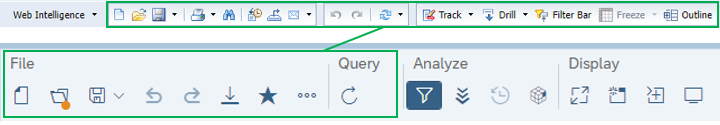 Web Intelligence Track Drill Filter Bar Freeze Outline
File Query Analyze Display